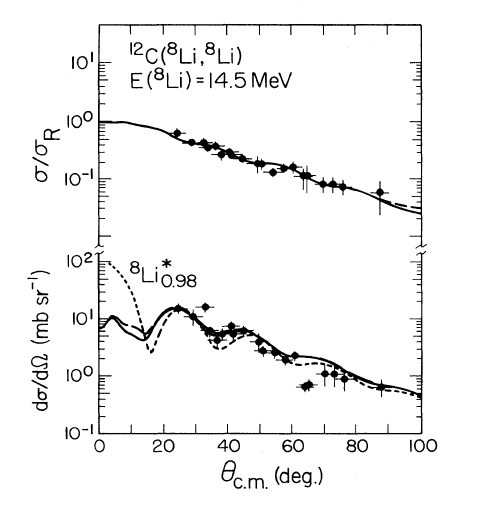 ¹²C(⁸Li,⁸Li)
E(⁸Li)=14.5 MeV
10¹
10⁰
10⁻¹
σ/σR
⁸Li*0.98
10²
10¹
10⁰
10⁻¹
dσ/dΩ (mb sr⁻¹)
0 20 40 60 80 100
θc.m. (deg.)